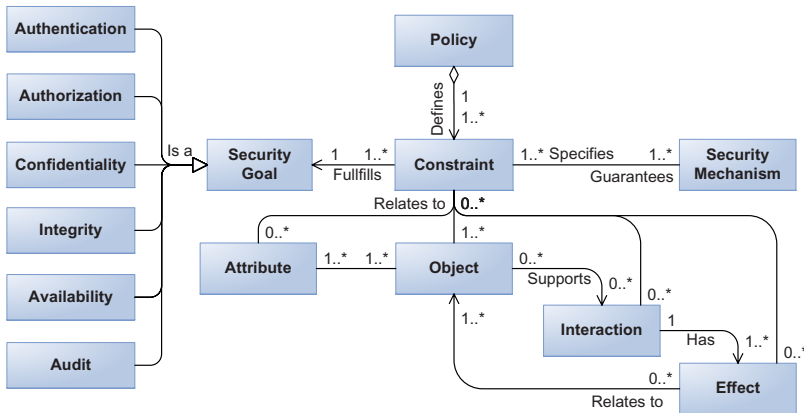 Authentication
Authorization
Confidentiality
Integrity
Availability
Audit
Is a
Security
Goal
Policy
1
Defines
1..*
Constraint
1
1..*
Fullfills
1..*
Specifies
1..*
Guarantees
Security
Mechanism
Relates to
0..*
0..*
1..*
Attribute
1..*
1..*
Object
0..*
Supports
0..*
0..*
Interaction
1
Has
1..*
0..*
1..*
0..*
Relates to
Effect